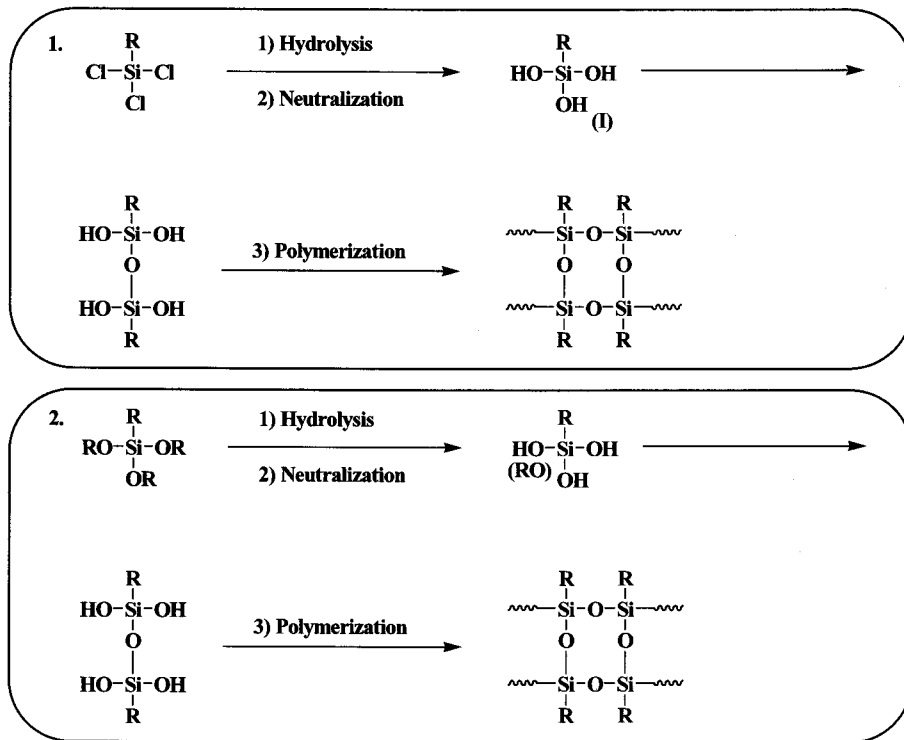 1.
R
Cl–Si–Cl
Cl
1) Hydrolysis
2) Neutralization
R
HO–Si–OH
OH
(I)
R
HO–Si–OH
O
HO–Si–OH
R
3) Polymerization
R R
Si–O–Si
O O
Si–O–Si
R R
2.
R
RO–Si–OR
OR
1) Hydrolysis
2) Neutralization
R
HO–Si–OH
(RO)
OH
R
HO–Si–OH
O
HO–Si–OH
R
3) Polymerization
R R
Si–O–Si
O O
Si–O–Si
R R